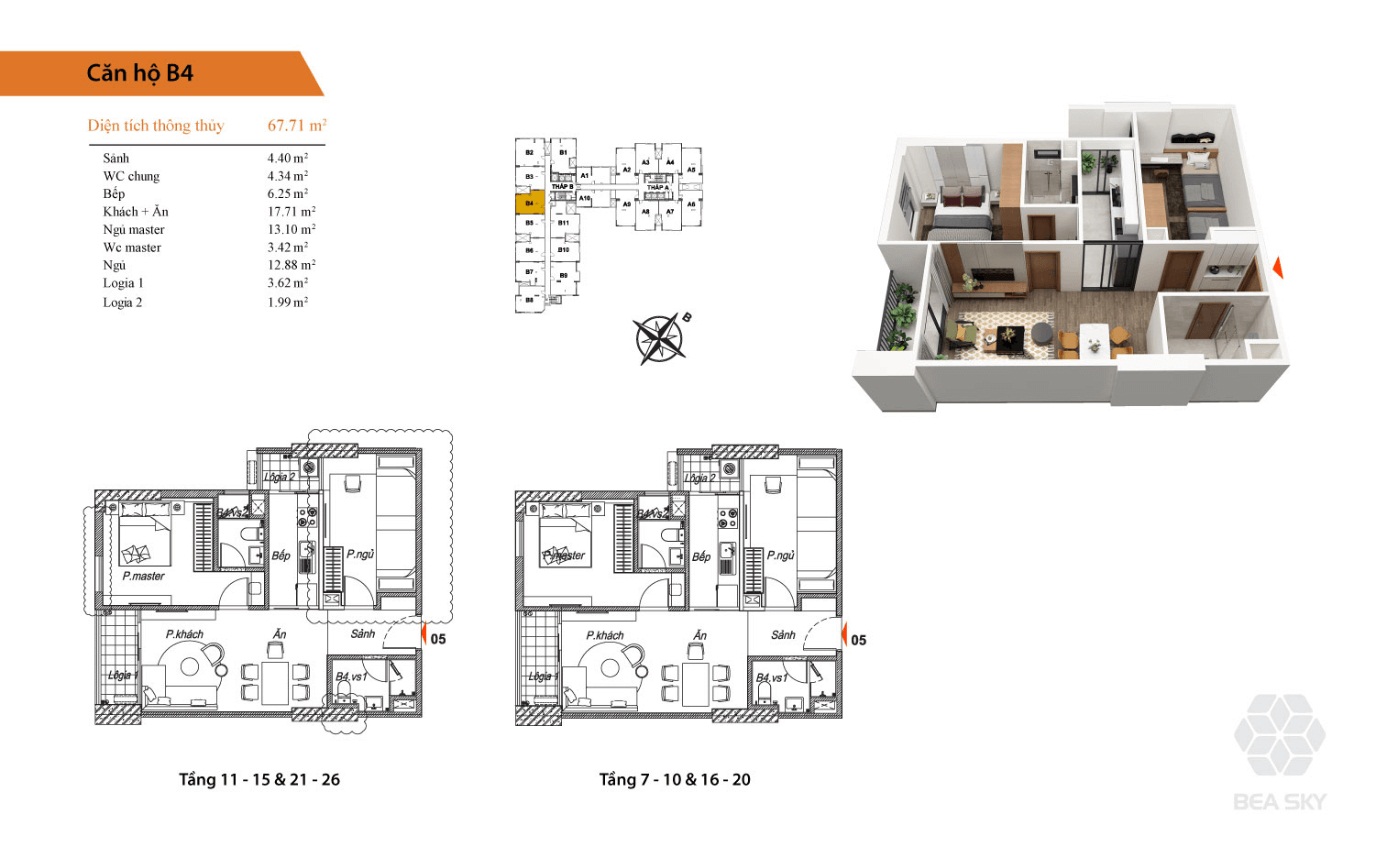 Căn hộ B4
Diện tích thông thủy 67.71 m²
Sảnh 4.40 m²
WC chung 4.34 m²
Bếp 6.25 m²
Khách + Ăn 17.71 m²
Ngủ master 13.10 m²
Wc master 3.42 m²
Ngủ 12.88 m²
Logia 1 3.62 m²
Logia 2 1.99 m²
B2 B1 A3 A4
B3 A1 A2 A5
THÁP B THÁP A
B4 A10
A9 A8 A7 A6
B5 B11
B6 B10
B7 B9
B8
B
Lôgia 2
B4.vs2
Bếp
P.ngủ
P.master
P.khách Ăn Sảnh 05
Lôgia 1
B4.vs1
Tầng 11 - 15 & 21 - 26
Lôgia 2
B4.vs2
P.master Bếp P.ngủ
P.khách Ăn Sảnh 05
Lôgia 1
B4.vs1
Tầng 7 - 10 & 16 - 20
BEA SKY